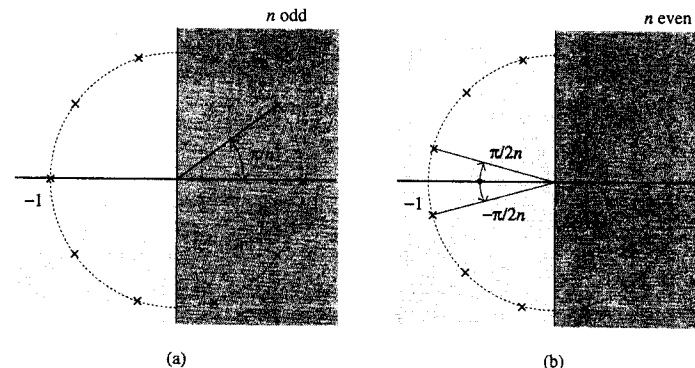 n odd
n even
π/n
−1
π/2n
−1
−π/2n
(a)
(b)